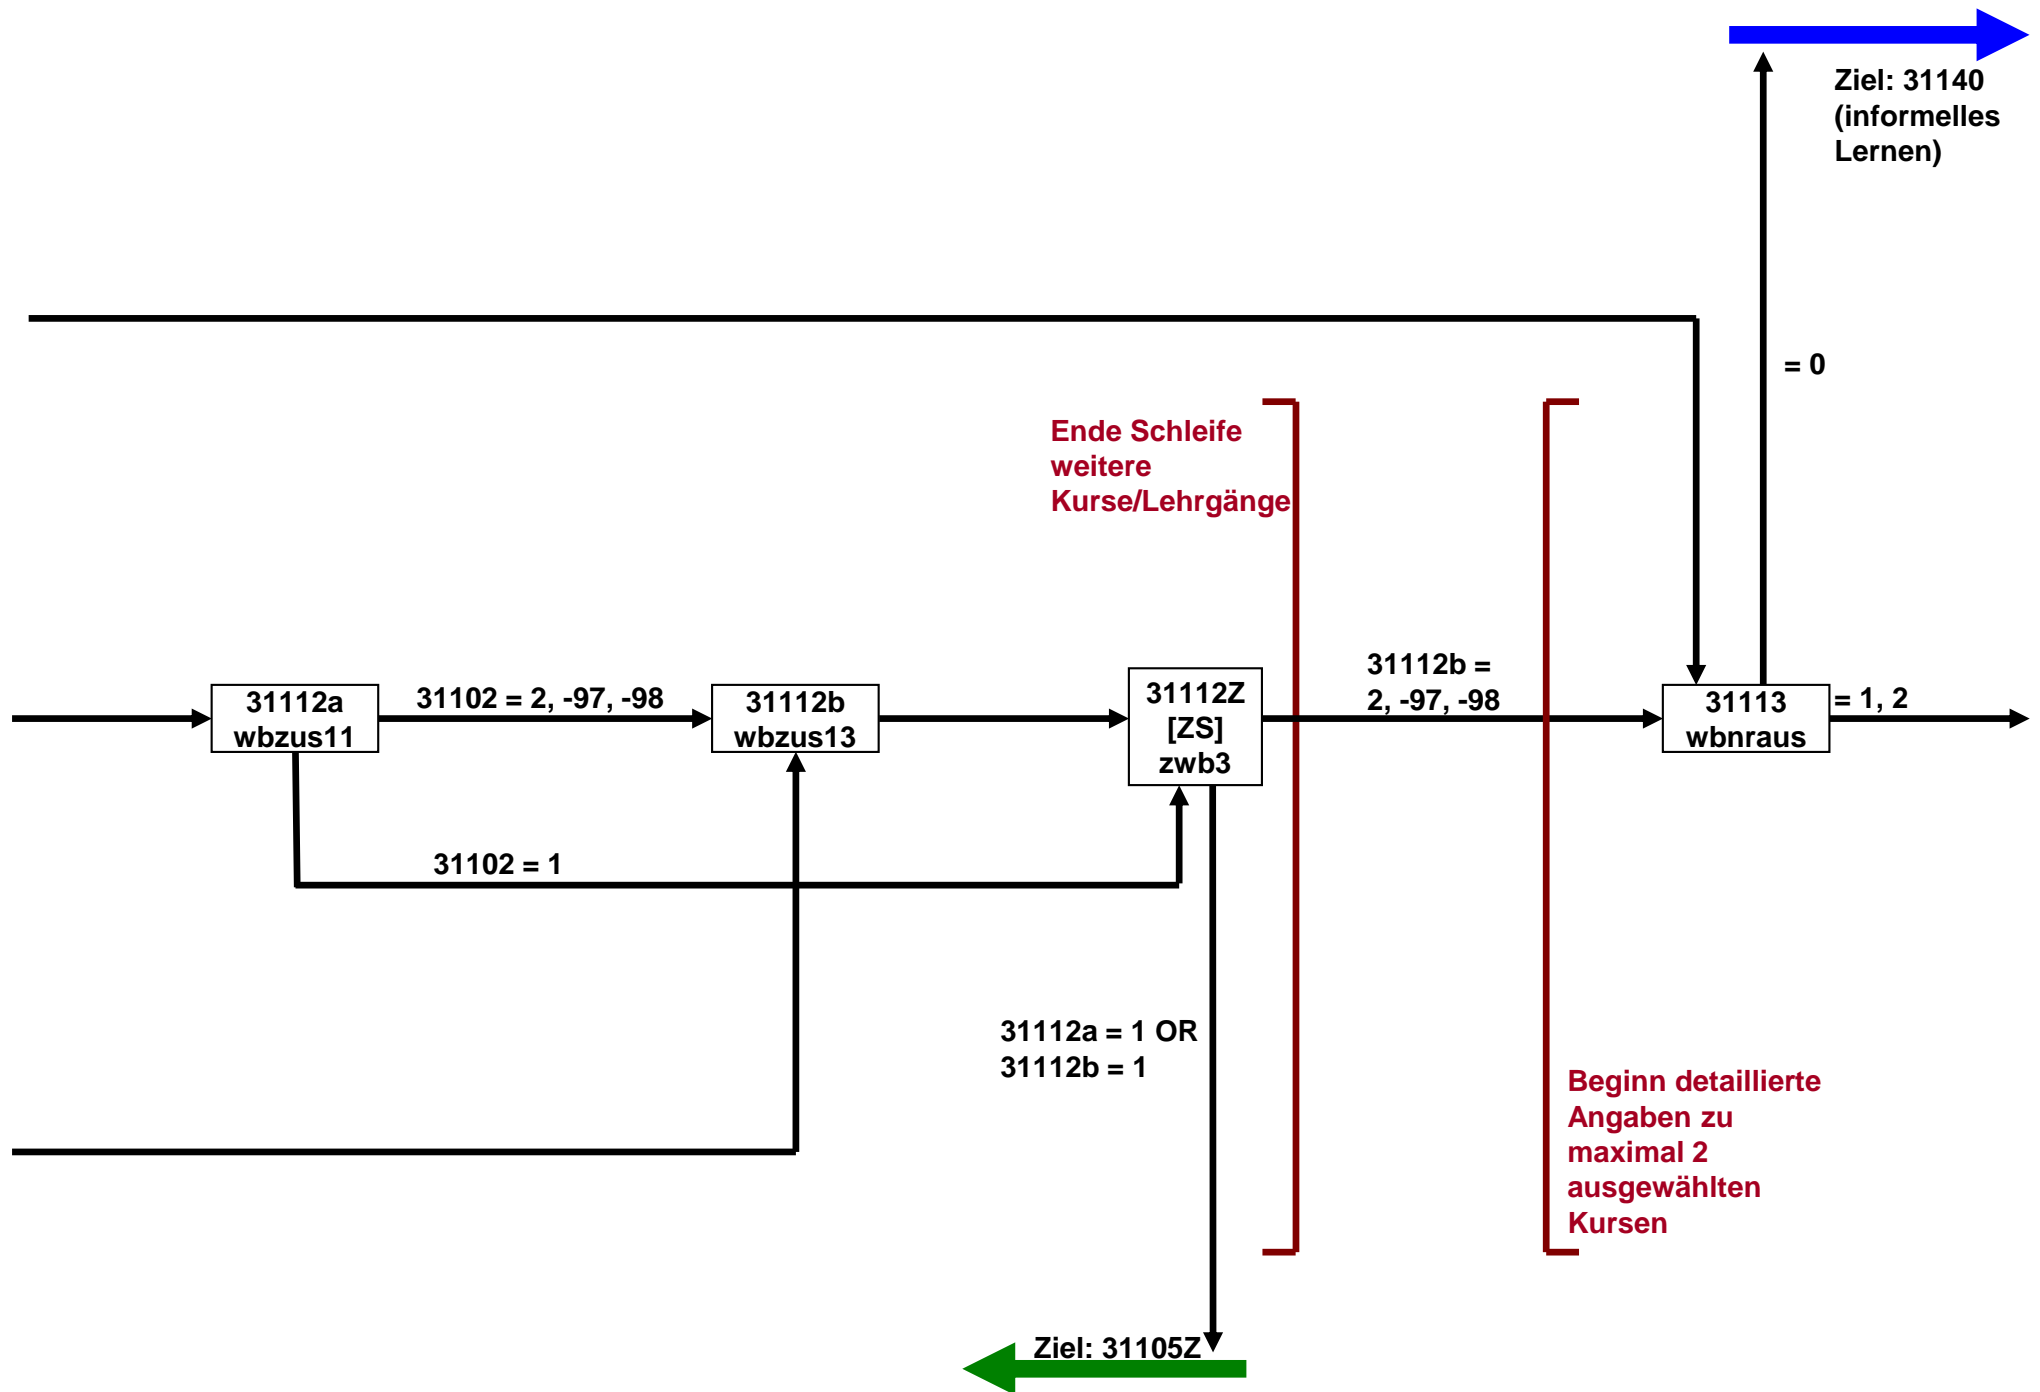 Ziel: 31140
(informelles
Lernen)
= 0
Ende Schleife
weitere
Kurse/Lehrgänge
31112a
wbzus11
31102 = 2, -97, -98
31112b
wbzus13
31112Z
[ZS]
zwb3
31112b =
2, -97, -98
31113
wbnraus
= 1, 2
31102 = 1
31112a = 1 OR
31112b = 1
Beginn detaillierte
Angaben zu
maximal 2
ausgewählten
Kursen
Ziel: 31105Z